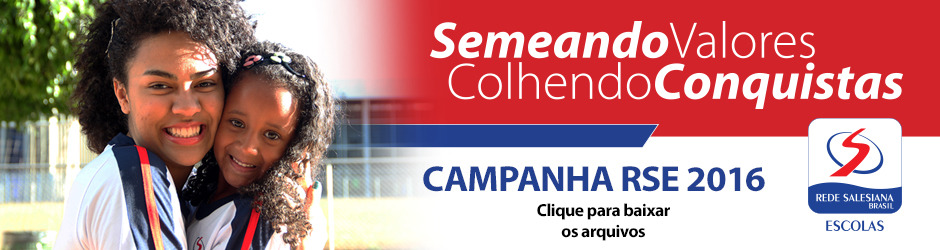 SemeandoValores
ColhendoConquistas
CAMPANHA RSE 2016
Clique para baixar
os arquivos
REDE SALESIANA
BRASIL
ESCOLAS